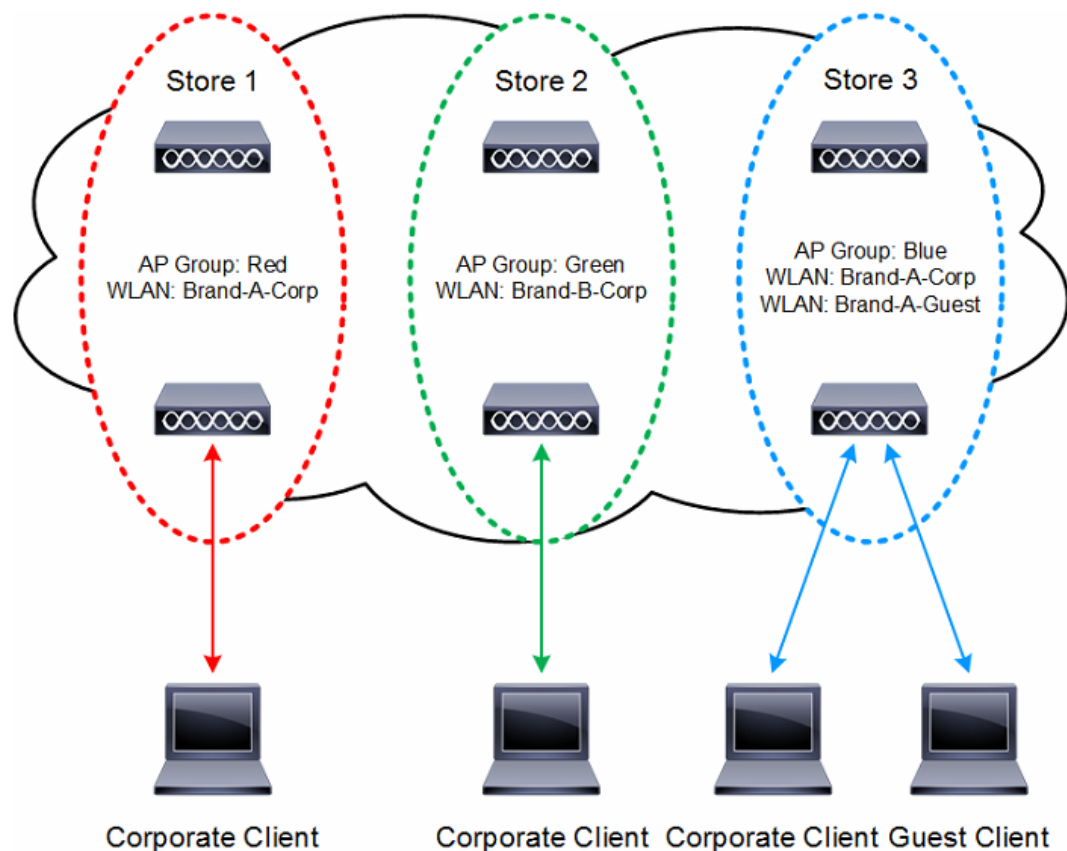 Store 1
Store 2
Store 3
AP Group: Red
WLAN: Brand-A-Corp
AP Group: Green
WLAN: Brand-B-Corp
AP Group: Blue
WLAN: Brand-A-Corp
WLAN: Brand-A-Guest
Corporate Client
Corporate Client
Corporate Client
Guest Client